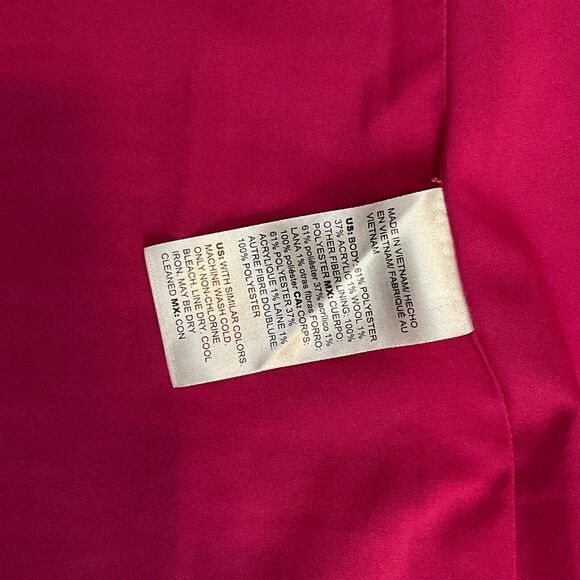 MADE IN VIETNAM/ HECHO
EN VIETNAM/ FABRIQUÉ AU
VIETNAM
US: BODY: 61% POLYESTER
37% ACRYLIC 1% WOOL 1%
OTHER FIBER LINING: 100%
POLYESTER MX: CUERPO:
61% poliéster 37% acrílico 1%
LANA 1% otras fibras FORRO:
100% poliéster CA: CORPS:
61% POLYESTER 37%
ACRYLIQUE 1% LAINE 1%
AUTRE FIBRE DOUBLURE:
100% POLYESTER
US: WITH SIMILAR COLORS.
MACHINE WASH COLD.
ONLY NON-CHLORINE
BLEACH. LINE DRY. COOL
IRON. MAY BE DRY
CLEANED MX: CON